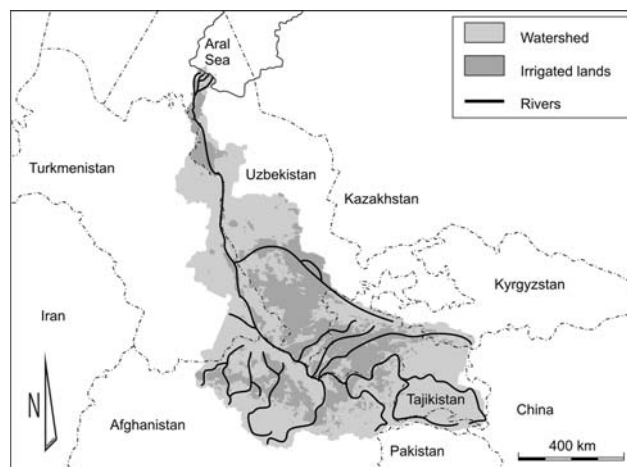 Aral
Sea
Watershed
Irrigated lands
Rivers
Turkmenistan
Uzbekistan
Kazakhstan
Kyrgyzstan
Iran
N
Afghanistan
Tajikistan
China
Pakistan
400 km